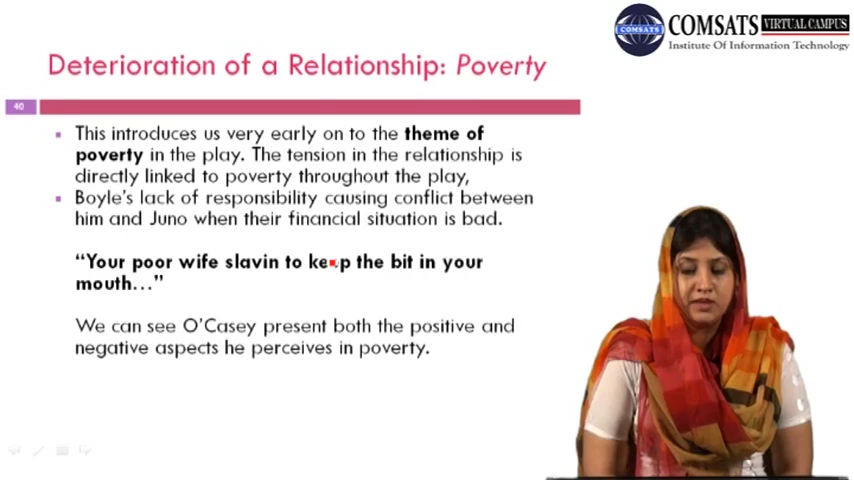 COMSATS VIRTUAL CAMPUS
Institute Of Information Technology
Deterioration of a Relationship: Poverty
40
This introduces us very early on to the theme of
poverty in the play. The tension in the relationship is
directly linked to poverty throughout the play,
Boyle's lack of responsibility causing conflict between
him and Juno when their financial situation is bad.
“Your poor wife slavin to keep the bit in your
mouth…”
We can see O'Casey present both the positive and
negative aspects he perceives in poverty.